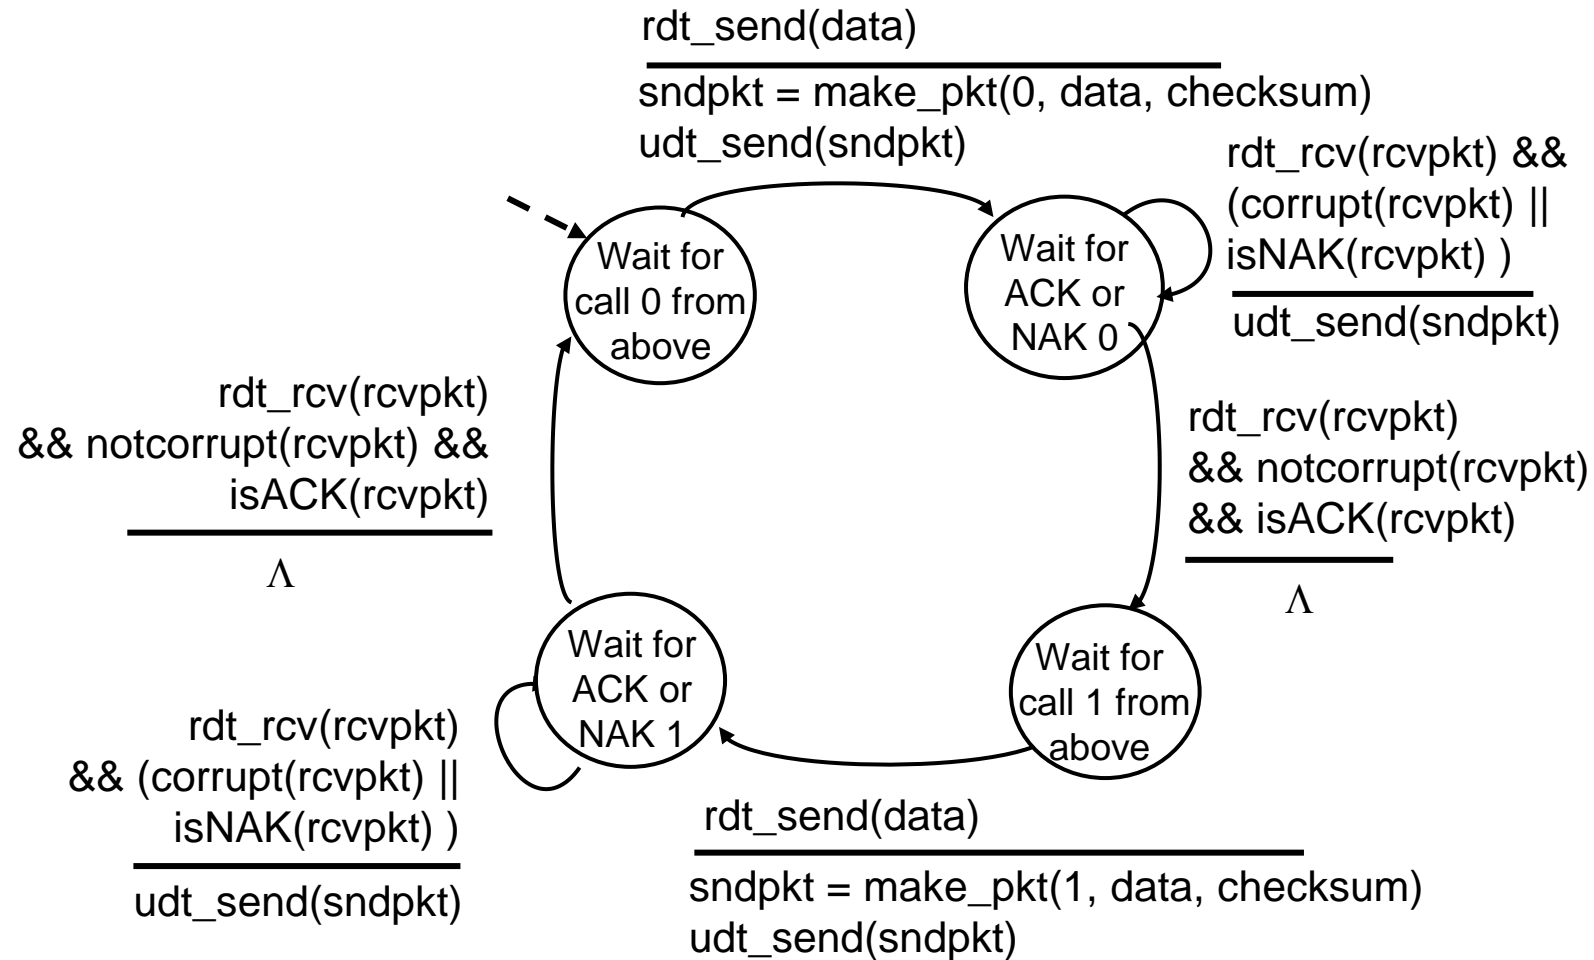 rdt_send(data)
sndpkt = make_pkt(0, data, checksum)
udt_send(sndpkt)
rdt_rcv(rcvpkt) &&
(corrupt(rcvpkt) ||
isNAK(rcvpkt) )
udt_send(sndpkt)
Wait for
call 0 from
above
Wait for
ACK or
NAK 0
rdt_rcv(rcvpkt)
&& notcorrupt(rcvpkt) &&
isACK(rcvpkt)
Λ
rdt_rcv(rcvpkt)
&& notcorrupt(rcvpkt)
&& isACK(rcvpkt)
Λ
Wait for
ACK or
NAK 1
Wait for
call 1 from
above
rdt_rcv(rcvpkt)
&& (corrupt(rcvpkt) ||
isNAK(rcvpkt) )
udt_send(sndpkt)
rdt_send(data)
sndpkt = make_pkt(1, data, checksum)
udt_send(sndpkt)